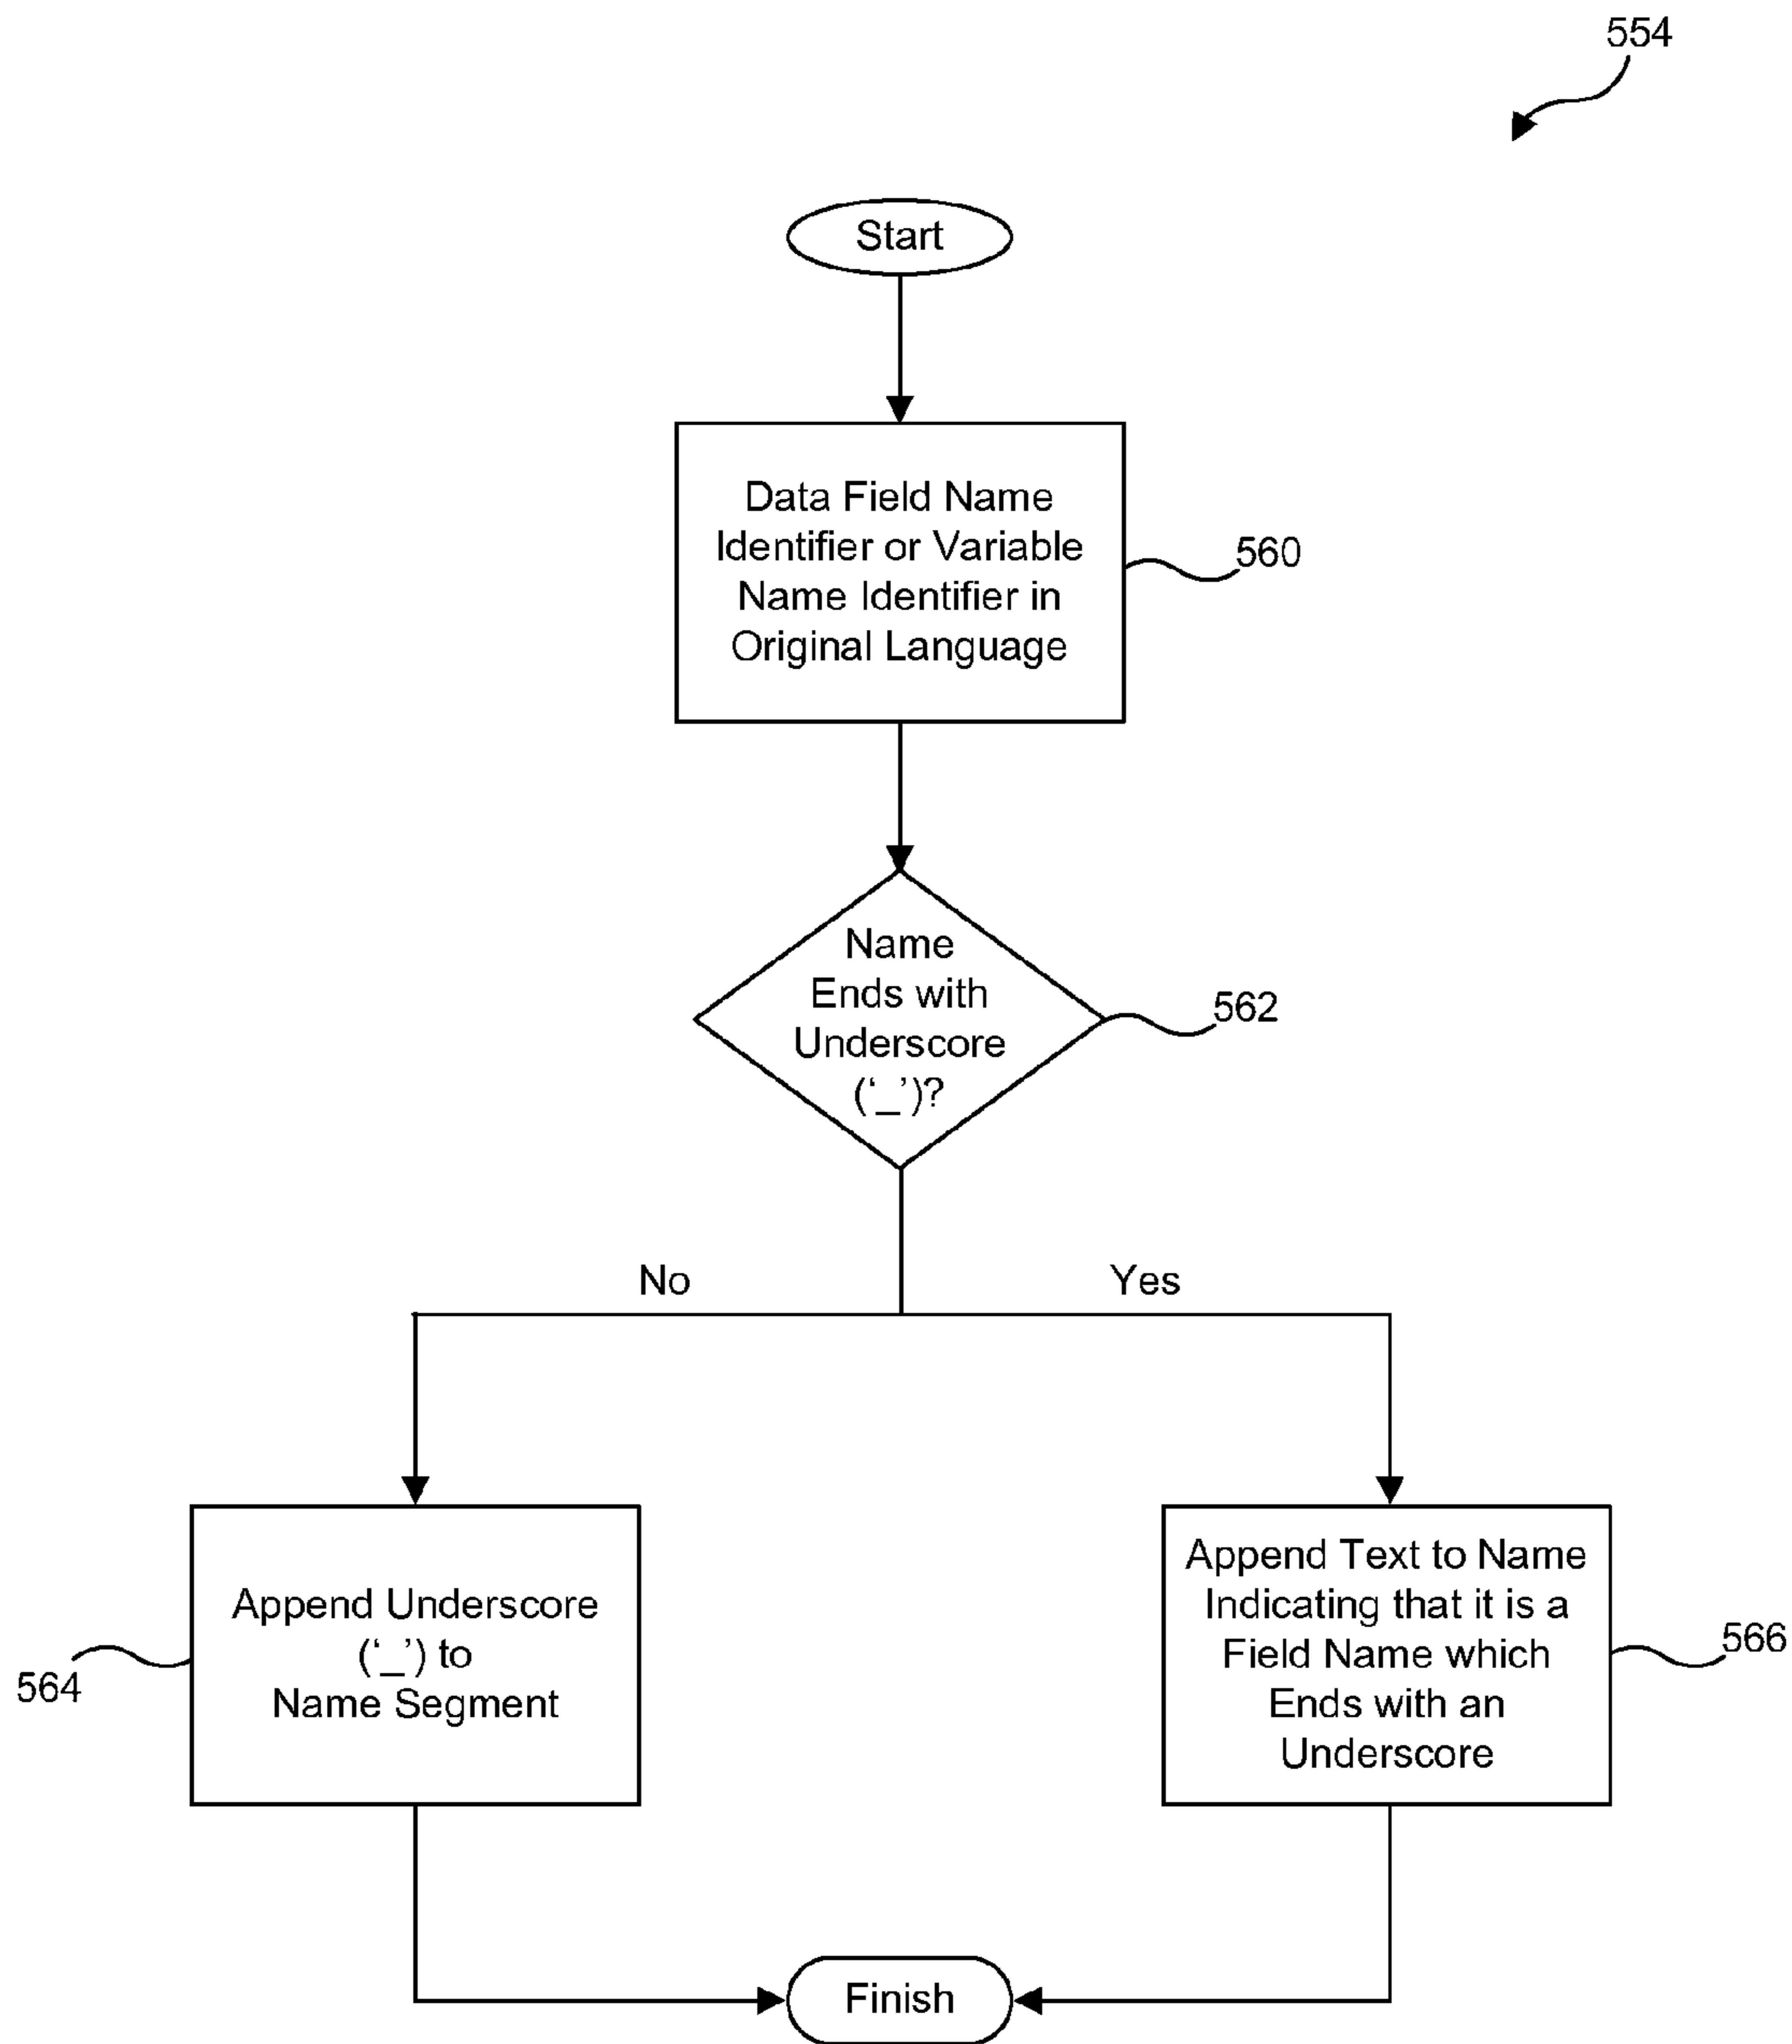 554
Start
Data Field Name
Identifier or Variable
Name Identifier in
Original Language
560
Name
Ends with
Underscore
(‘_’)?
562
No
Yes
Append Underscore
(‘_’) to
Name Segment
564
Append Text to Name
Indicating that it is a
Field Name which
Ends with an
Underscore
566
Finish